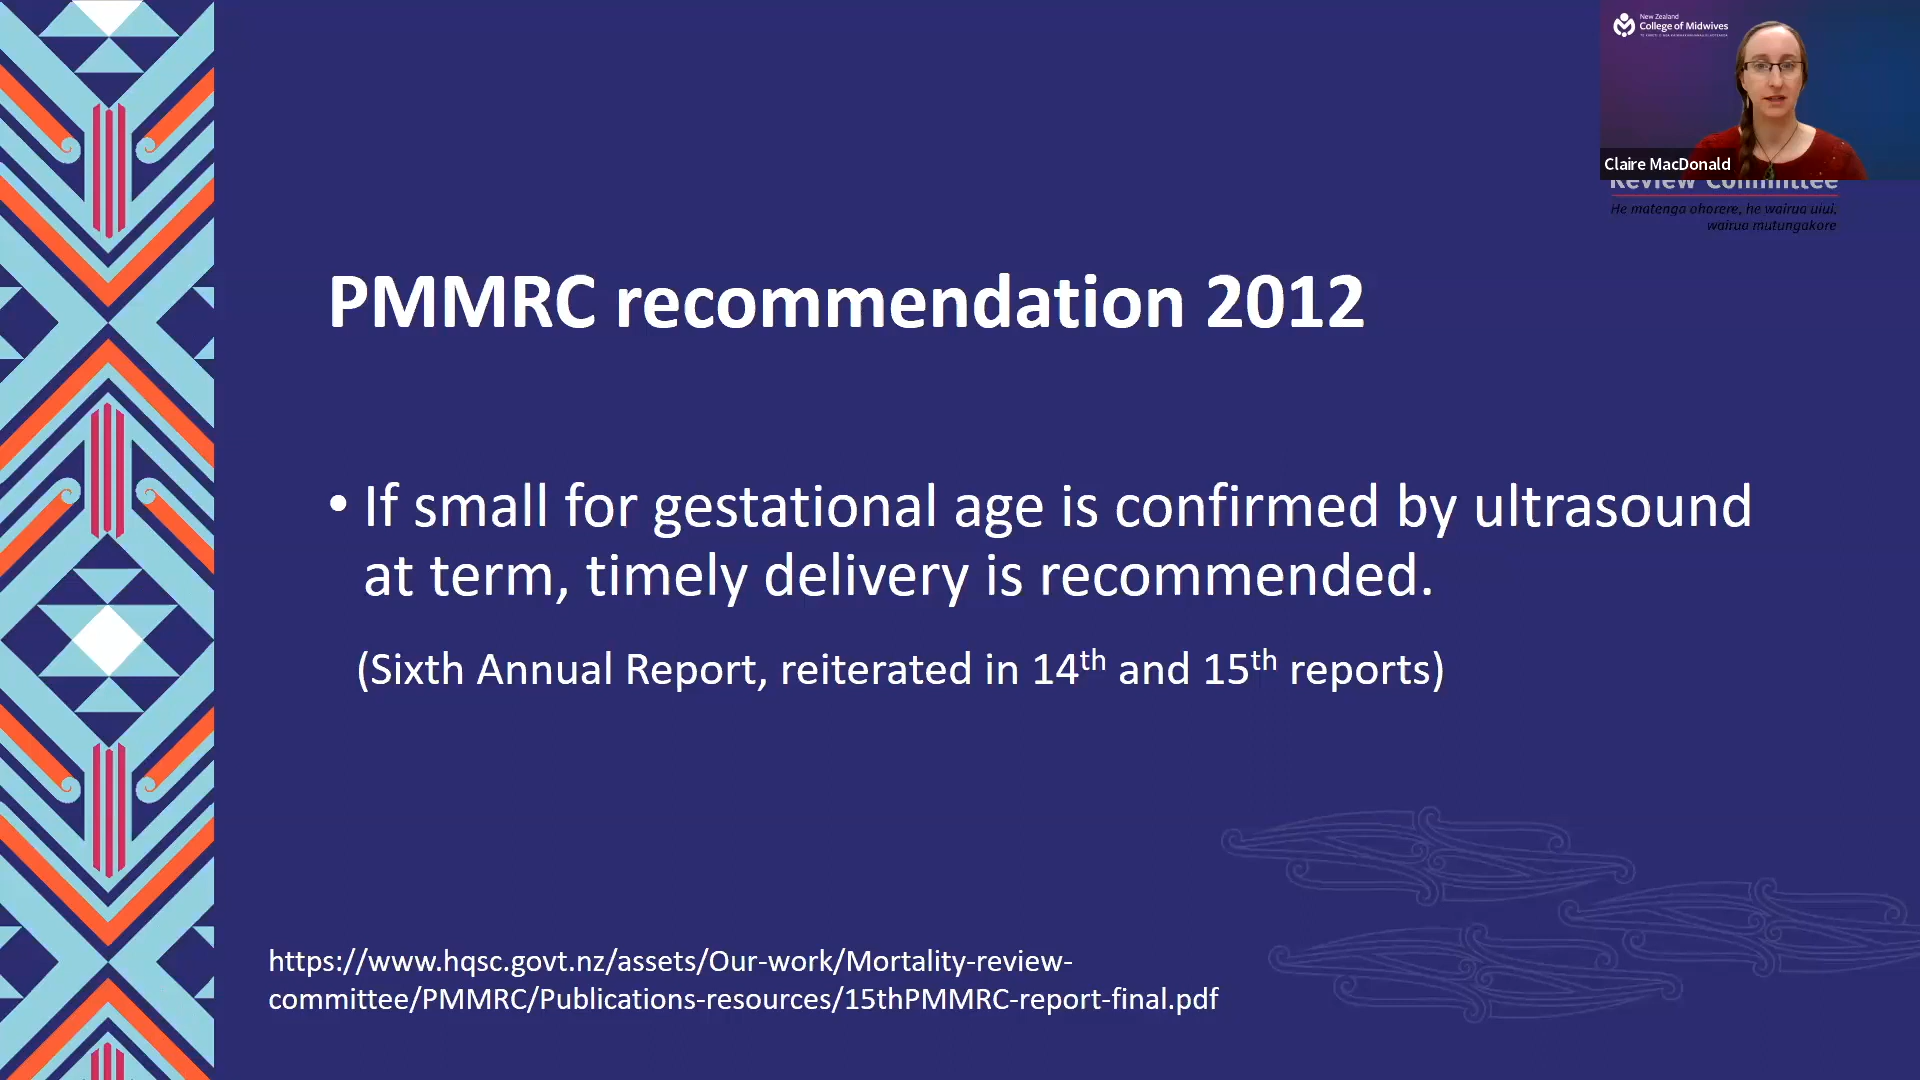 New Zealand
College of Midwives
Claire MacDonald
Review Committee
He matenga ohorere, he wairua uiui,
wairua mutungakore
PMMRC recommendation 2012
• If small for gestational age is confirmed by ultrasound
at term, timely delivery is recommended.
(Sixth Annual Report, reiterated in 14th and 15th reports)
https://www.hqsc.govt.nz/assets/Our-work/Mortality-review-
committee/PMMRC/Publications-resources/15thPMMRC-report-final.pdf